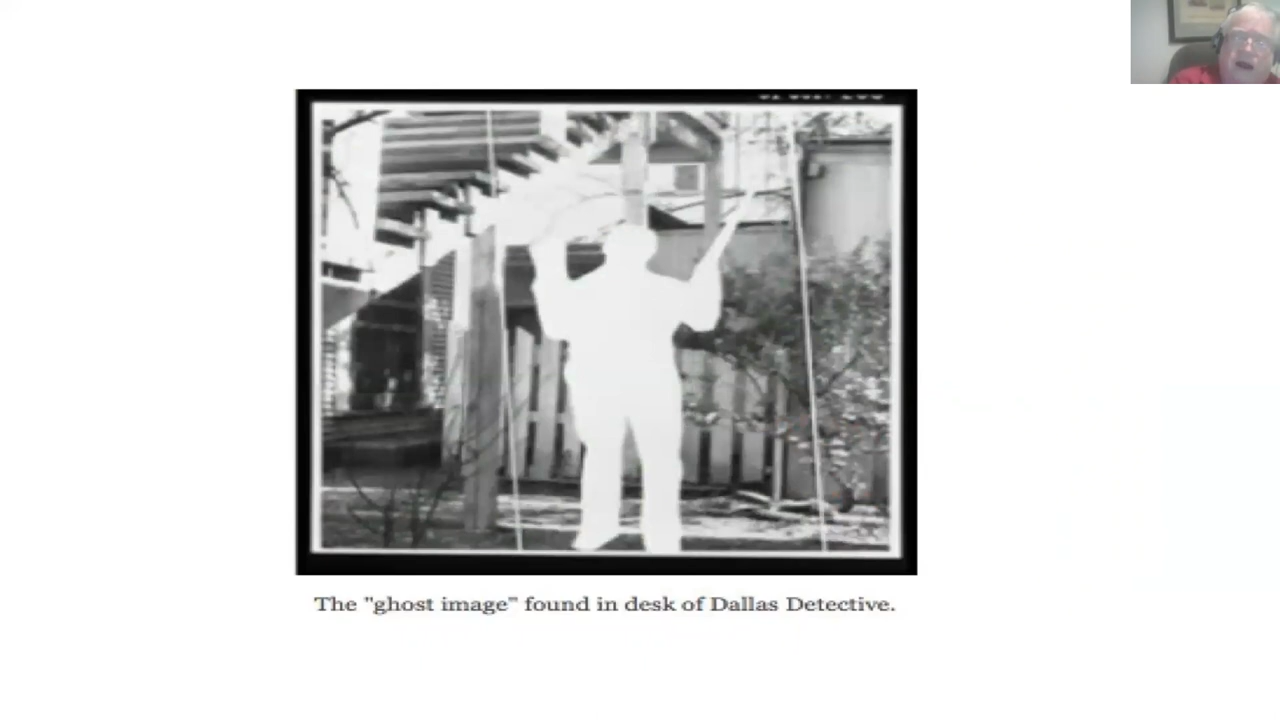 The "ghost image" found in desk of Dallas Detective.